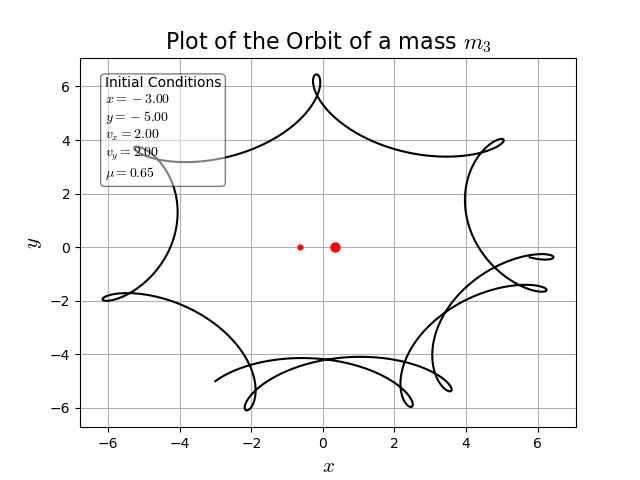 Plot of the Orbit of a mass m₃
Initial Conditions
x = −3.00
y = −5.00
vₓ = 2.00
v_y = 2.00
μ = 0.65
6
4
2
0
−2
−4
−6
y
−6
−4
−2
0
2
4
6
x